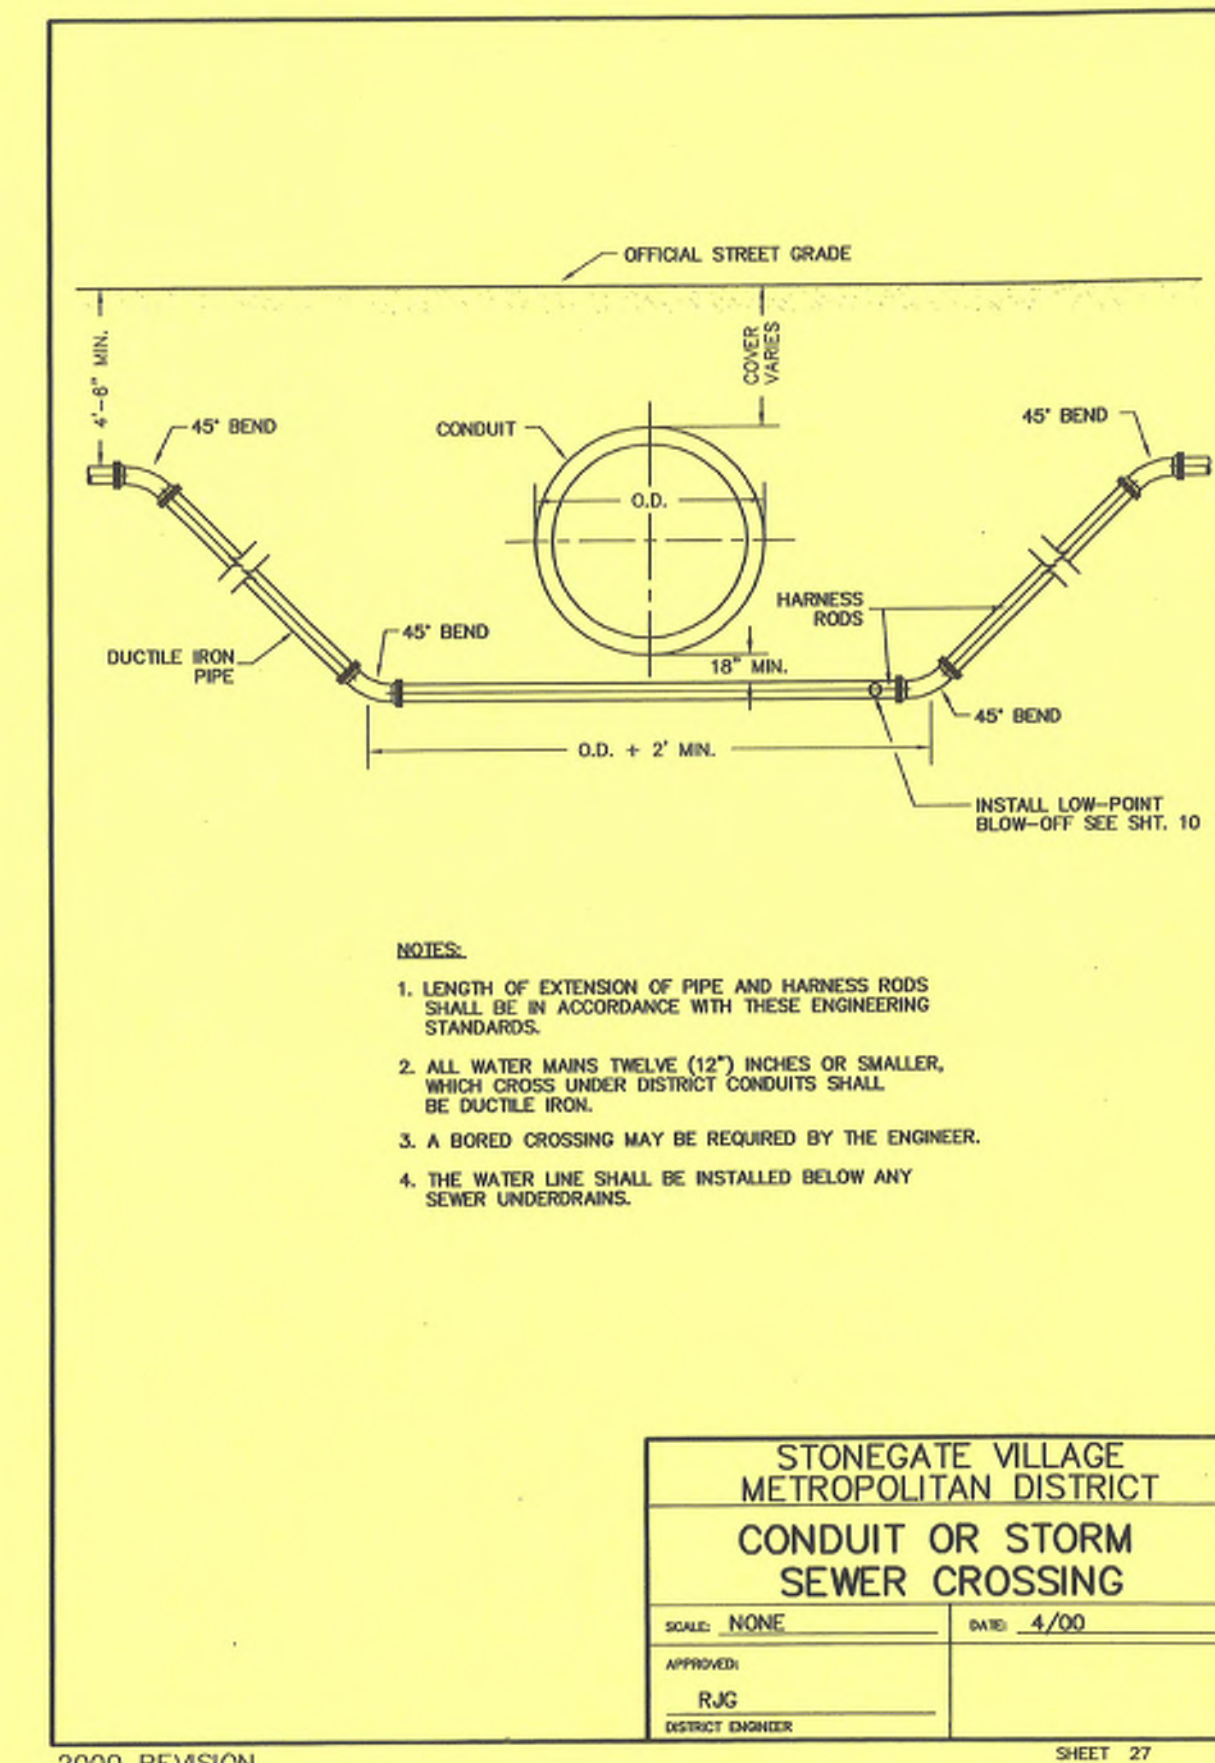 OFFICIAL STREET GRADE
4'-6" MIN.
COVER
VARIES
45° BEND
CONDUIT
45° BEND
O.D.
HARNESS
RODS
45° BEND
DUCTILE IRON
PIPE
18" MIN.
45° BEND
O.D. + 2' MIN.
INSTALL LOW-POINT
BLOW-OFF SEE SHT. 10
NOTES:
1. LENGTH OF EXTENSION OF PIPE AND HARNESS RODS
SHALL BE IN ACCORDANCE WITH THESE ENGINEERING
STANDARDS.
2. ALL WATER MAINS TWELVE (12") INCHES OR SMALLER,
WHICH CROSS UNDER DISTRICT CONDUITS SHALL
BE DUCTILE IRON.
3. A BORED CROSSING MAY BE REQUIRED BY THE ENGINEER.
4. THE WATER LINE SHALL BE INSTALLED BELOW ANY
SEWER UNDERDRAINS.
STONEGATE VILLAGE
METROPOLITAN DISTRICT
CONDUIT OR STORM
SEWER CROSSING
SCALE: NONE
DATE: 4/00
APPROVED:
RJG
DISTRICT ENGINEER
SHEET 27
REVISION